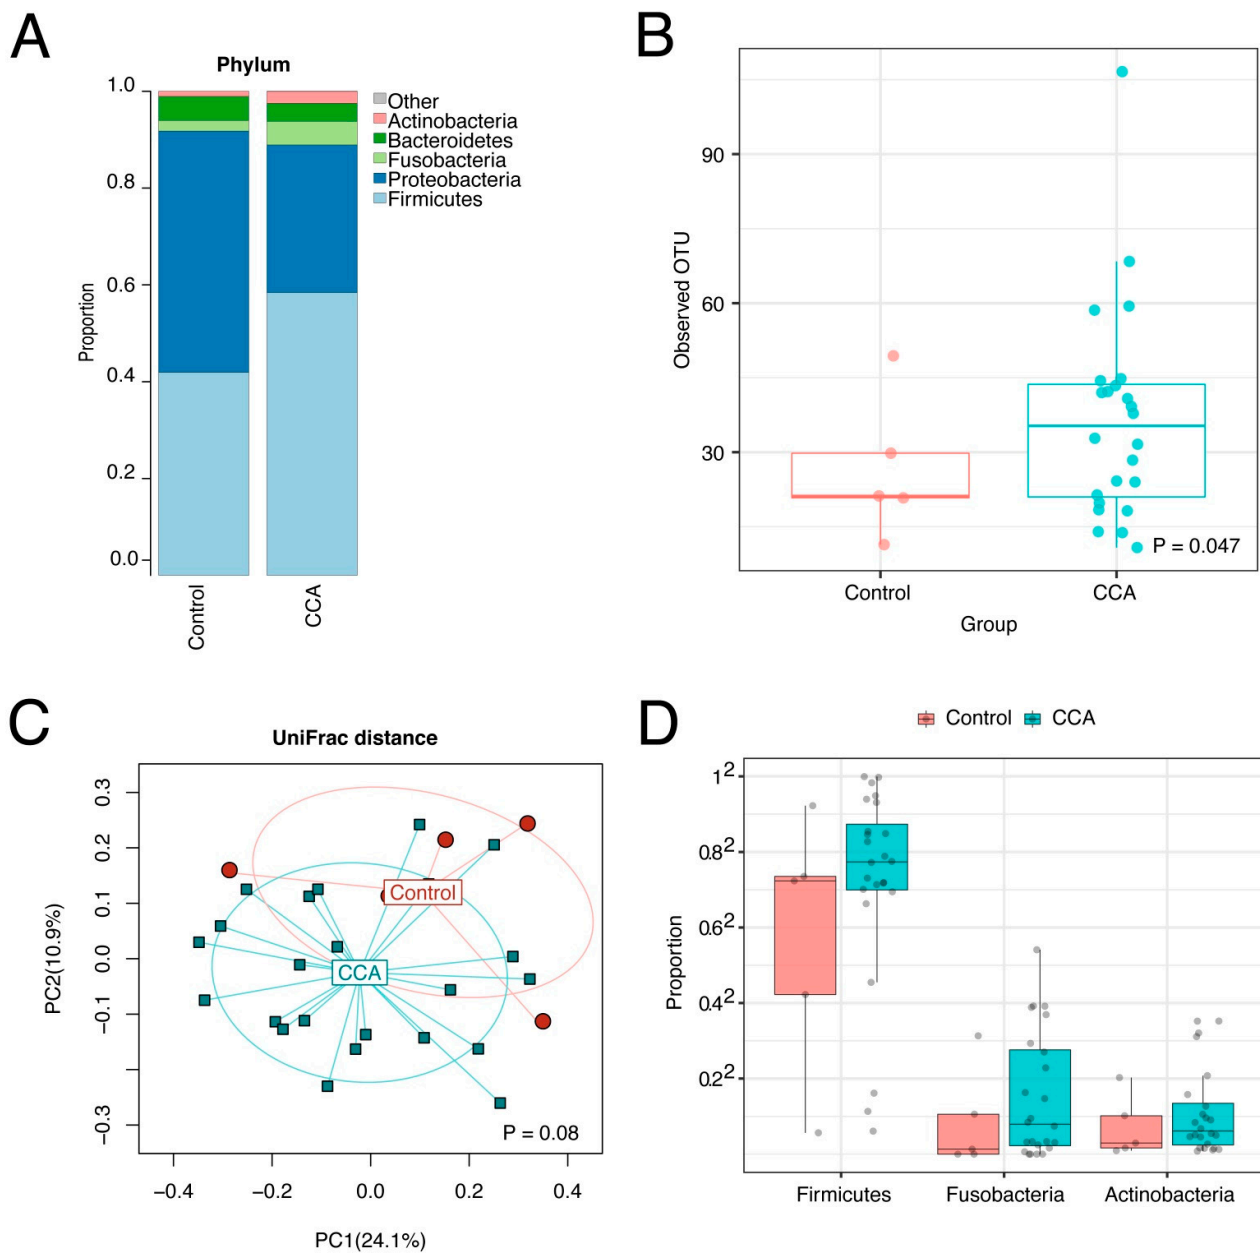 A
Phylum
1.0
0.8
0.6
0.4
0.2
0.0
Proportion
Control
CCA
Other
Actinobacteria
Bacteroidetes
Fusobacteria
Proteobacteria
Firmicutes
B
90
60
30
Observed OTU
P = 0.047
Control
CCA
Group
C
UniFrac distance
0.3
0.2
0.1
0.0
−0.1
−0.3
PC2(10.9%)
Control
CCA
P = 0.08
−0.4
−0.2
0.0
0.2
0.4
PC1(24.1%)
D
Control
CCA
1²
0.8²
0.6²
0.4²
0.2²
Proportion
Firmicutes
Fusobacteria
Actinobacteria